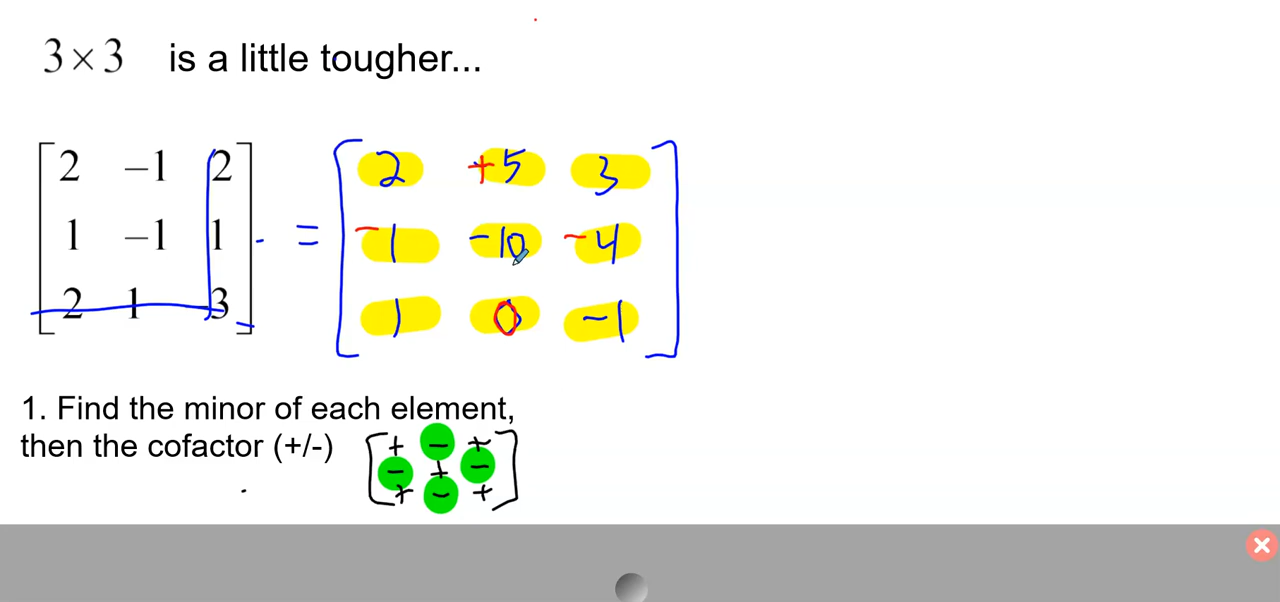 3×3 is a little tougher...
[2 −1 2] = [2 +5 3]
[1 −1 1] [-1 -10 -4]
[2 1 −3] [1 0 -1]
1. Find the minor of each element,
then the cofactor (+/-)
[+ − +]
[− + −]
[+ − +]